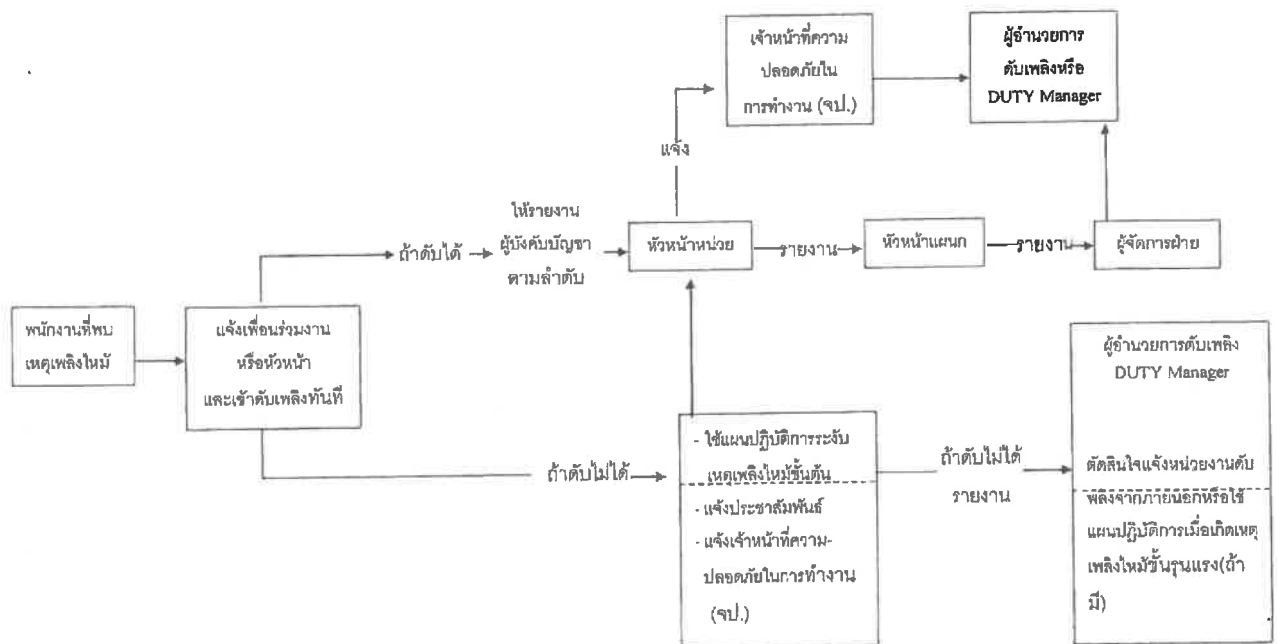 เจ้าหน้าที่ความ
ปลอดภัยใน
การทำงาน (จป.)
ผู้อำนวยการ
ดับเพลิงหรือ
DUTY Manager
แจ้ง
ถ้าดับได้
ให้รายงาน
ผู้บังคับบัญชา
ตามลำดับ
หัวหน้าหน่วย
รายงาน
หัวหน้าแผนก
รายงาน
ผู้จัดการฝ่าย
พนักงานที่พบ
เหตุเพลิงไหม้
แจ้งเพื่อนร่วมงาน
หรือหัวหน้า
และเข้าดับเพลิงทันที
ถ้าดับไม่ได้
- ใช้แผนปฏิบัติการระงับ
เหตุเพลิงไหม้ขั้นต้น
- แจ้งประชาสัมพันธ์
- แจ้งเจ้าหน้าที่ความ-
ปลอดภัยในการทำงาน
(จป.)
ถ้าดับไม่ได้
รายงาน
ผู้อำนวยการดับเพลิง
DUTY Manager
ตัดสินใจแจ้งหน่วยงานดับ
เพลิงจากภายนอกหรือใช้
แผนปฏิบัติการเมื่อเกิดเหตุ
เพลิงไหม้ขั้นรุนแรง(ถ้า
มี)